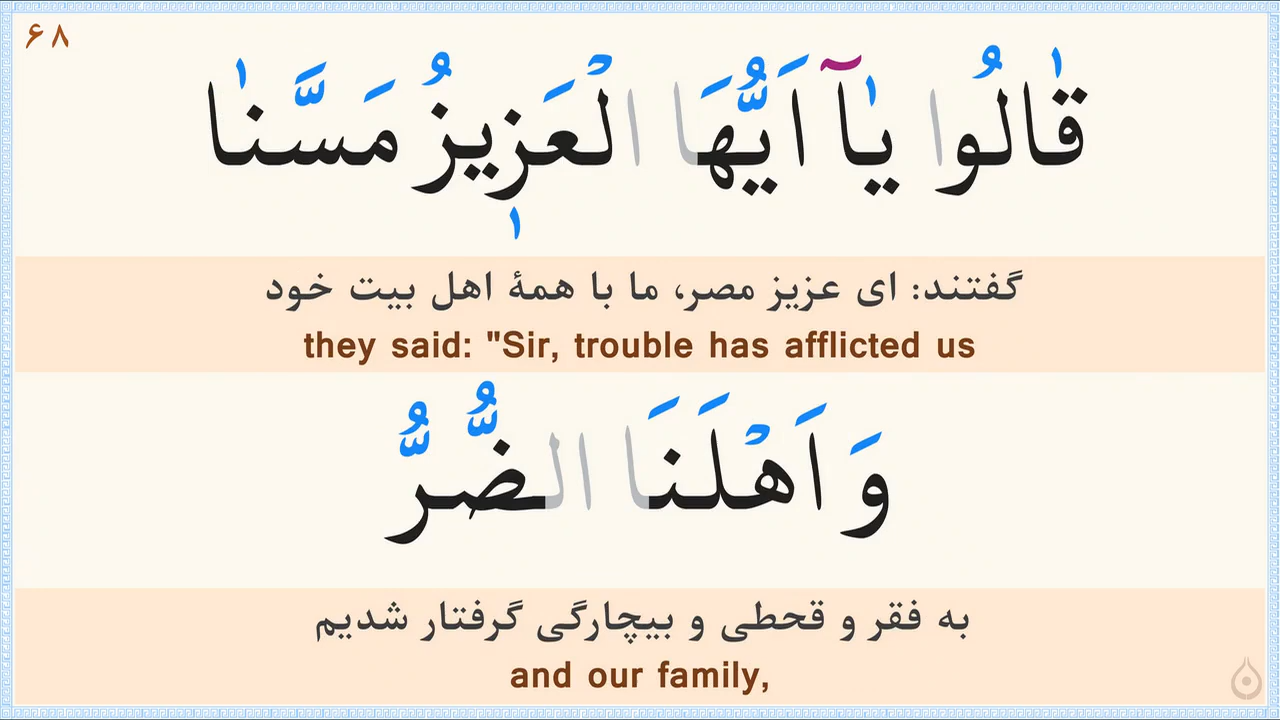 ۶۸
قٰالُوا يٰآ اَيُّهَا الْعَزٖيزُ مَسَّنٰا
گفتند: ای عزیز مصر، ما با همهٔ اهل بیت خود
they said: "Sir, trouble has afflicted us
وَ اَهْلَنَا الضُّرُّ
به فقر و قحطی و بیچارگی گرفتار شدیم
and our family,